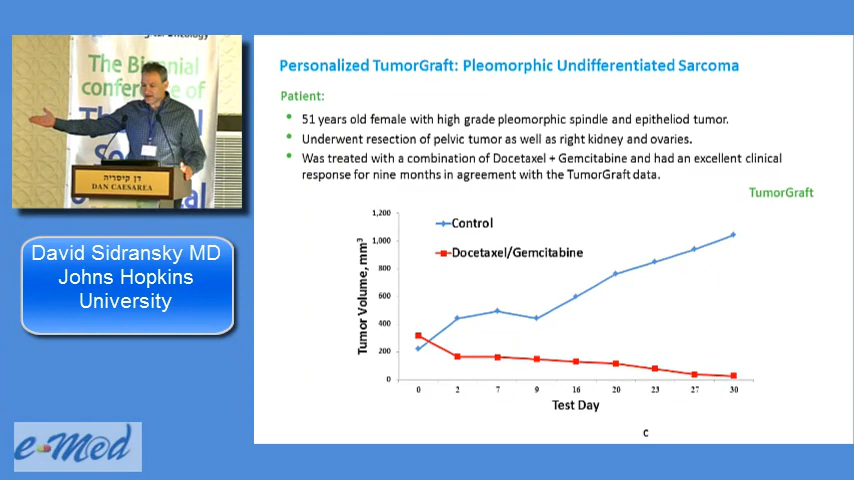 The Biennial
conference of
דן קיסריה
DAN CAESAREA
David Sidransky MD
Johns Hopkins
University
e-Med
Personalized TumorGraft: Pleomorphic Undifferentiated Sarcoma
Patient:
• 51 years old female with high grade pleomorphic spindle and epithelioid tumor.
• Underwent resection of pelvic tumor as well as right kidney and ovaries.
• Was treated with a combination of Docetaxel + Gemcitabine and had an excellent clinical
response for nine months in agreement with the TumorGraft data.
TumorGraft
Control
Docetaxel/Gemcitabine
Tumor Volume, mm³
1,200
1,000
800
600
400
200
0
0 2 7 9 16 20 23 27 30
Test Day
C